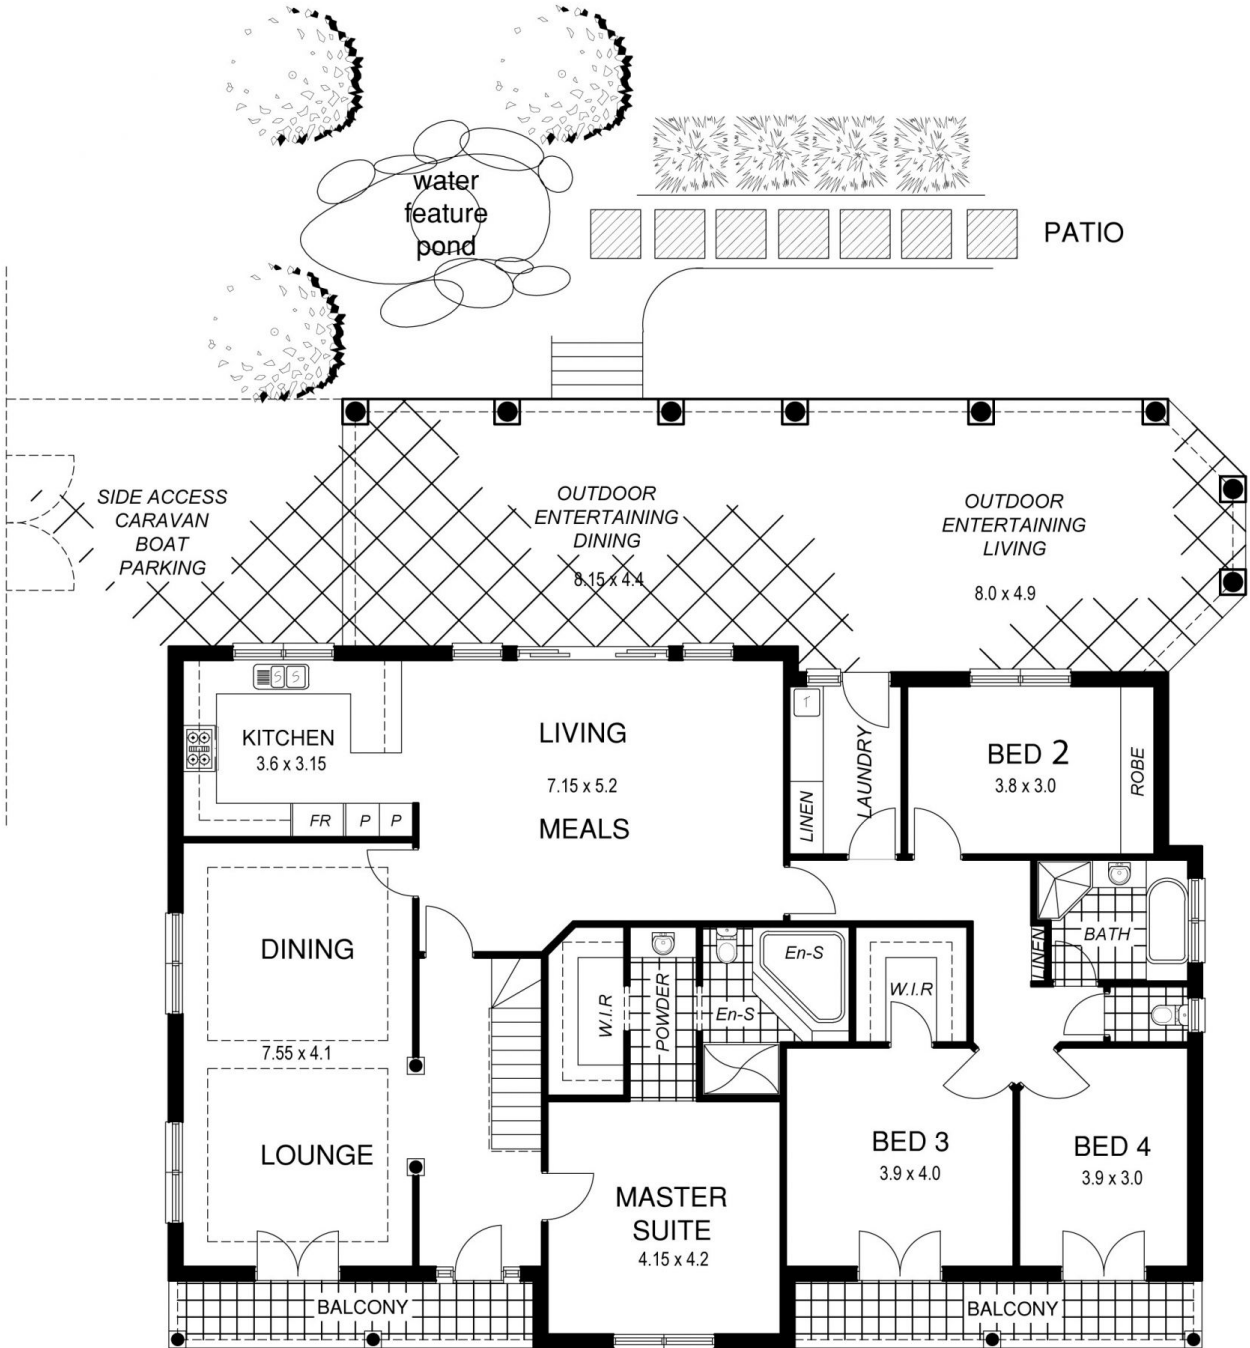 water
feature
pond
PATIO
SIDE ACCESS
CARAVAN
BOAT
PARKING
OUTDOOR
ENTERTAINING
DINING
8.15 x 4.4
OUTDOOR
ENTERTAINING
LIVING
8.0 x 4.9
KITCHEN
3.6 x 3.15
FR
P
P
LIVING
7.15 x 5.2
MEALS
LINEN
LAUNDRY
T
BED 2
3.8 x 3.0
ROBE
DINING
7.55 x 4.1
LOUNGE
W.I.R
POWDER
En-S
En-S
W.I.R
LINEN
BATH
MASTER
SUITE
4.15 x 4.2
BED 3
3.9 x 4.0
BED 4
3.9 x 3.0
BALCONY
BALCONY